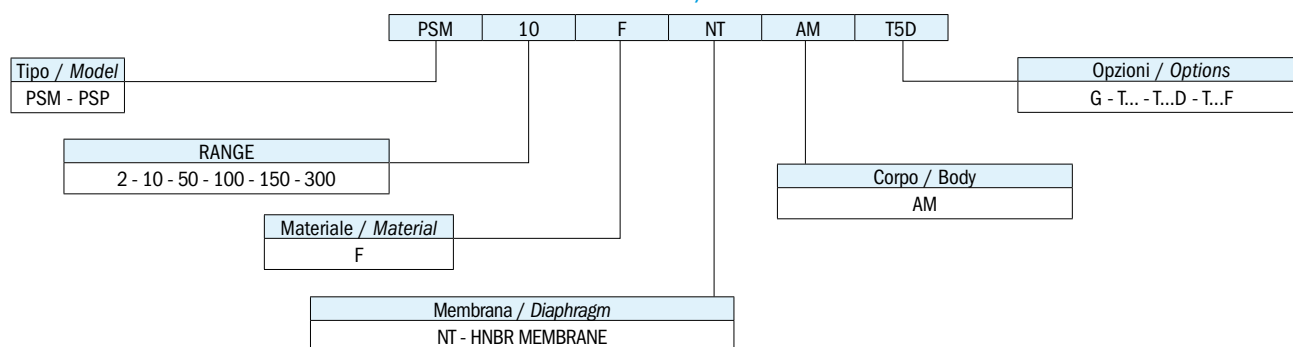 PSM 10 F NT AM T5D
Tipo / Model
PSM - PSP
Opzioni / Options
G - T... - T...D - T...F
RANGE
2 - 10 - 50 - 100 - 150 - 300
Corpo / Body
AM
Materiale / Material
F
Membrana / Diaphragm
NT - HNBR MEMBRANE